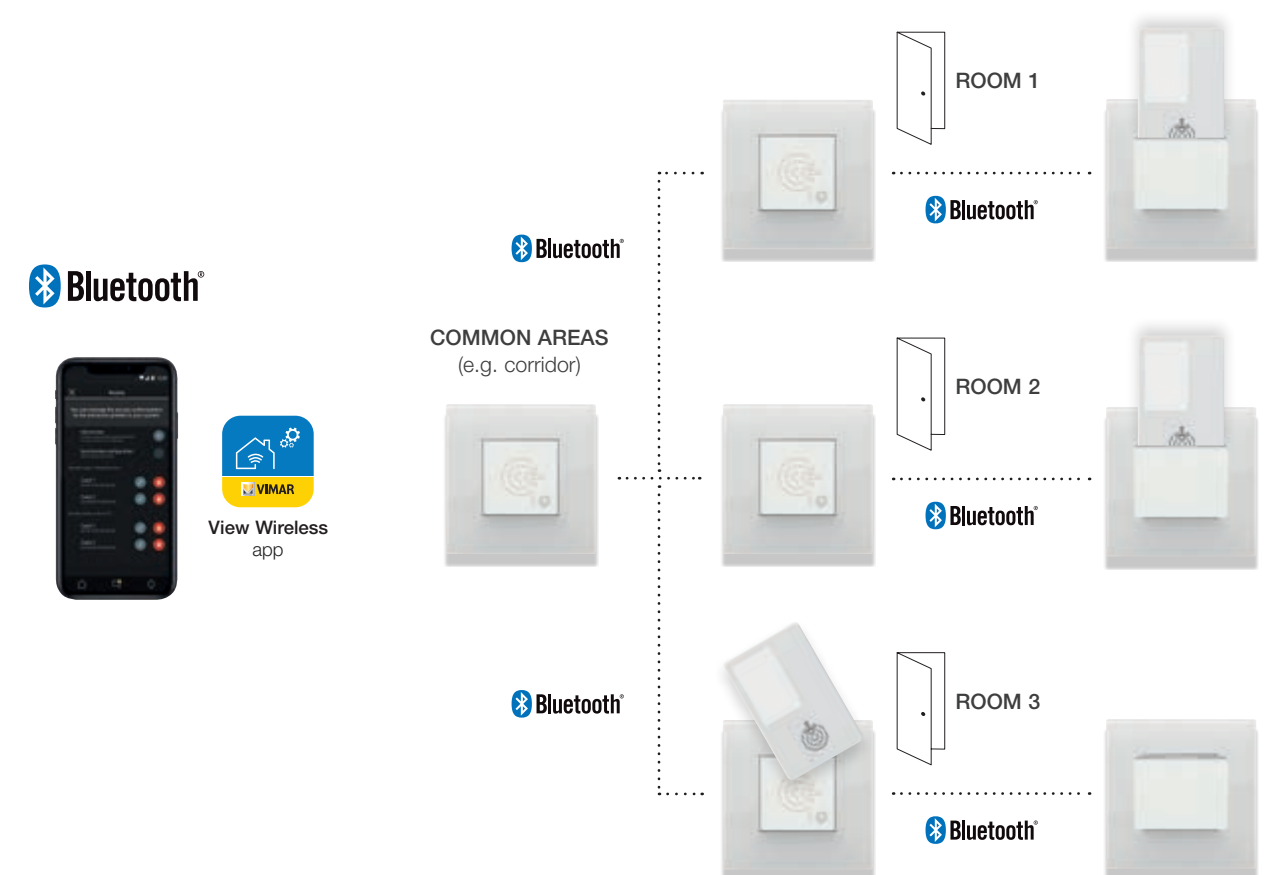 Bluetooth®
VIMAR
View Wireless
app
COMMON AREAS
(e.g. corridor)
Bluetooth®
Bluetooth®
ROOM 1
Bluetooth®
ROOM 2
Bluetooth®
ROOM 3
Bluetooth®